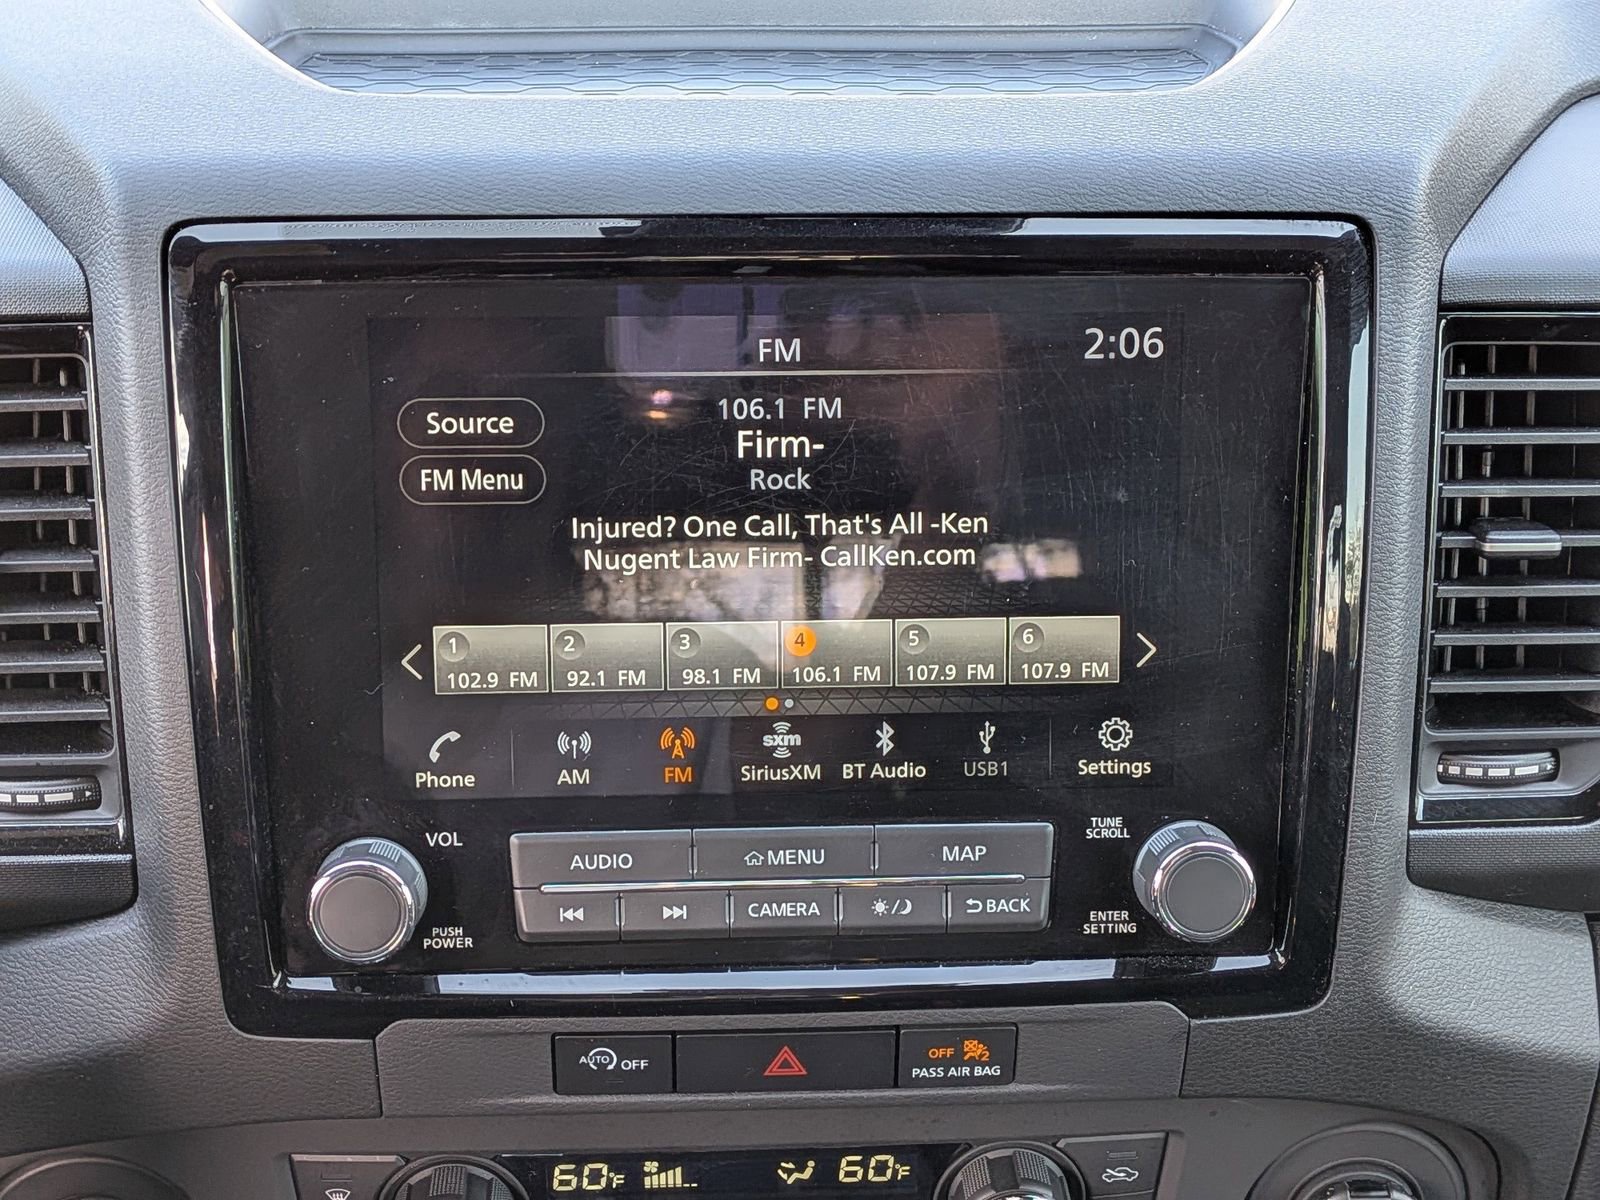 FM
2:06
Source
106.1 FM
Firm-
FM Menu
Rock
Injured? One Call, That's All -Ken
Nugent Law Firm- CallKen.com
1 2 3 4 5 6
102.9 FM 92.1 FM 98.1 FM 106.1 FM 107.9 FM 107.9 FM
sxm
Phone AM FM SiriusXM BT Audio USB1 Settings
VOL
TUNE
SCROLL
AUDIO MENU MAP
CAMERA BACK
PUSH
POWER
ENTER
SETTING
AUTO OFF
OFF 2
PASS AIR BAG
60°F 60°F